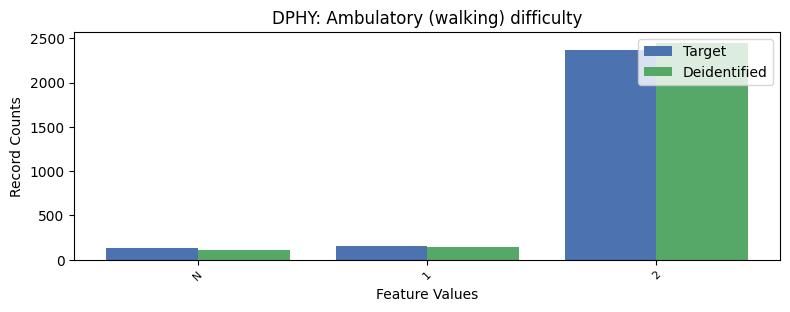 DPHY: Ambulatory (walking) difficulty
Target
Deidentified
Record Counts
2500
2000
1500
1000
500
0
N
1
2
Feature Values